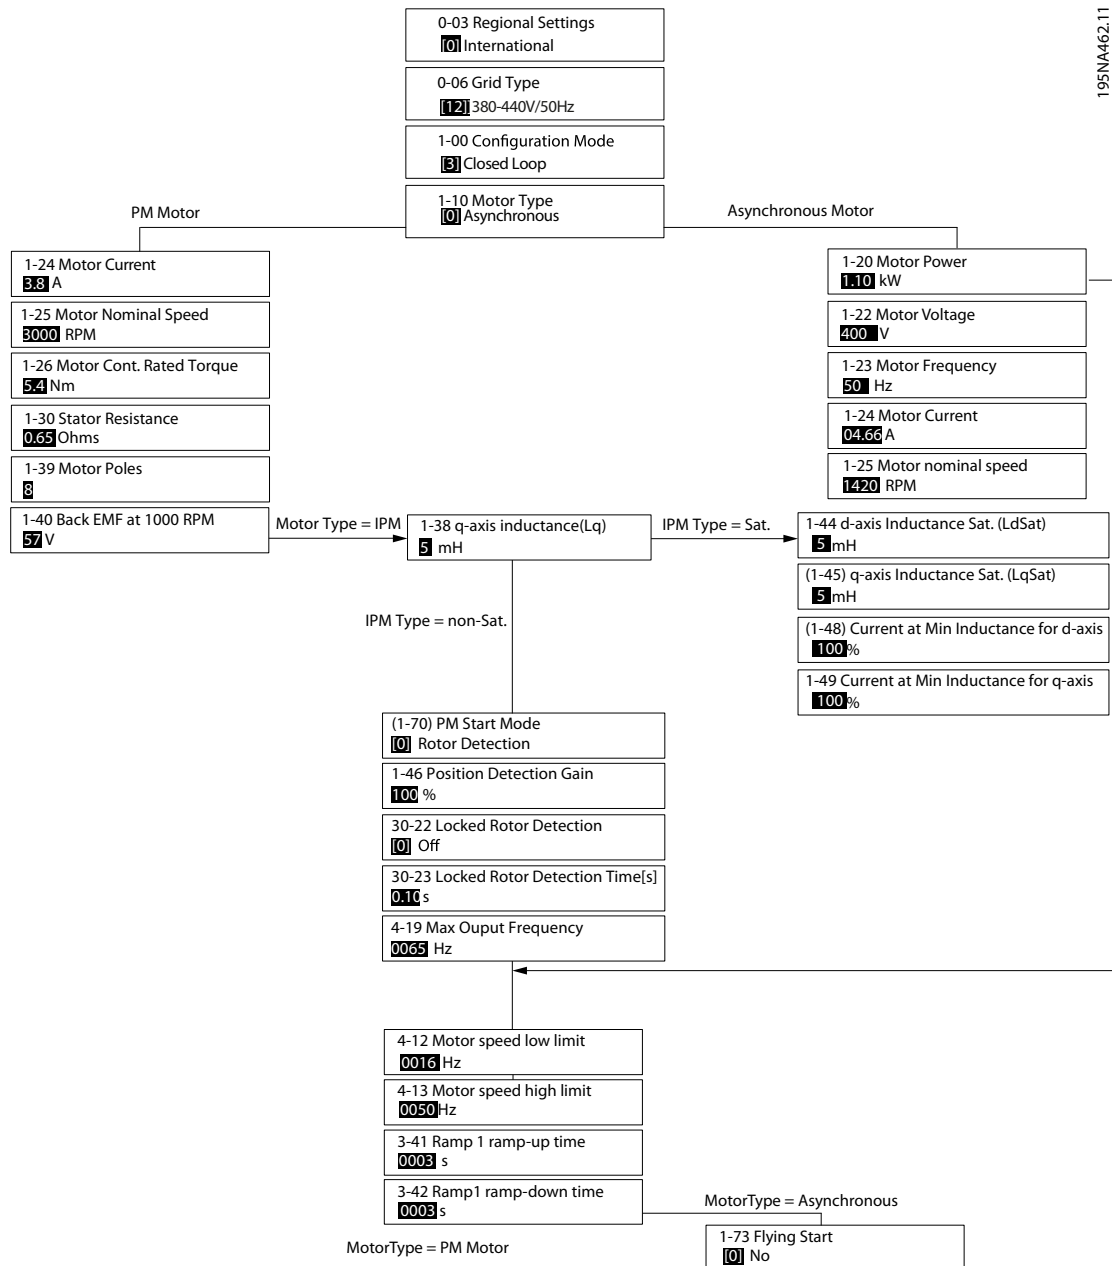 195NA462.11
0-03 Regional Settings
[0] International
0-06 Grid Type
[12] 380-440V/50Hz
1-00 Configuration Mode
[3] Closed Loop
1-10 Motor Type
[0] Asynchronous
PM Motor
Asynchronous Motor
1-24 Motor Current
3.8 A
1-25 Motor Nominal Speed
3000 RPM
1-26 Motor Cont. Rated Torque
5.4 Nm
1-30 Stator Resistance
0.65 Ohms
1-39 Motor Poles
8
1-40 Back EMF at 1000 RPM
57 V
1-20 Motor Power
1.10 kW
1-22 Motor Voltage
400 V
1-23 Motor Frequency
50 Hz
1-24 Motor Current
04.66 A
1-25 Motor nominal speed
1420 RPM
Motor Type = IPM
1-38 q-axis inductance(Lq)
5 mH
IPM Type = Sat.
1-44 d-axis Inductance Sat. (LdSat)
5 mH
(1-45) q-axis Inductance Sat. (LqSat)
5 mH
(1-48) Current at Min Inductance for d-axis
100 %
1-49 Current at Min Inductance for q-axis
100 %
IPM Type = non-Sat.
(1-70) PM Start Mode
[0] Rotor Detection
1-46 Position Detection Gain
100 %
30-22 Locked Rotor Detection
[0] Off
30-23 Locked Rotor Detection Time[s]
0.10 s
4-19 Max Ouput Frequency
0065 Hz
4-12 Motor speed low limit
0016 Hz
4-13 Motor speed high limit
0050 Hz
3-41 Ramp 1 ramp-up time
0003 s
3-42 Ramp1 ramp-down time
0003 s
MotorType = Asynchronous
MotorType = PM Motor
1-73 Flying Start
[0] No